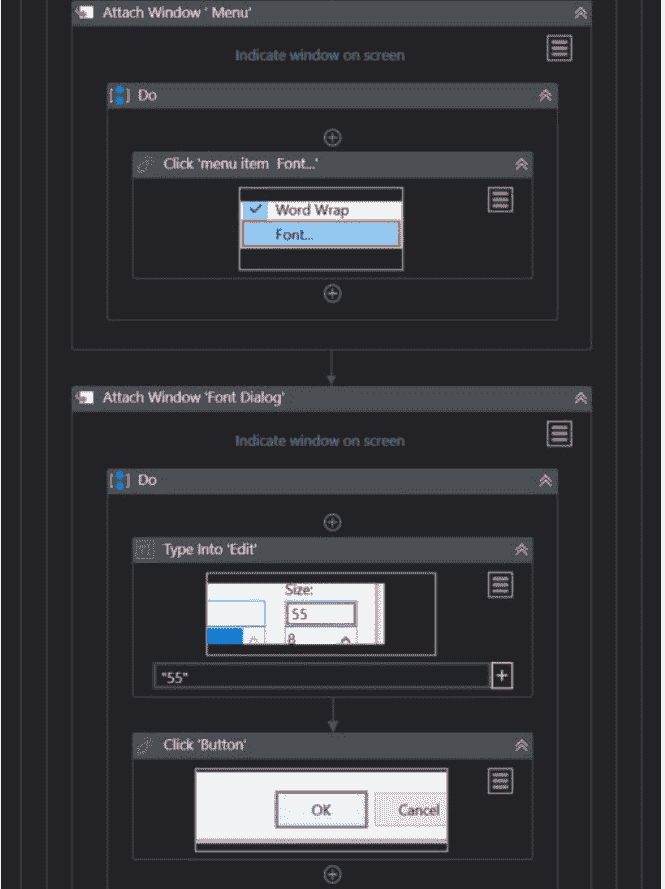 Attach Window ' Menu'
Indicate window on screen
Do
Click 'menu item  Font...'
Word Wrap
Font...
Attach Window 'Font Dialog'
Indicate window on screen
Do
Type Into 'Edit'
Size:
55
8
"55"
Click 'Button'
OK Cancel